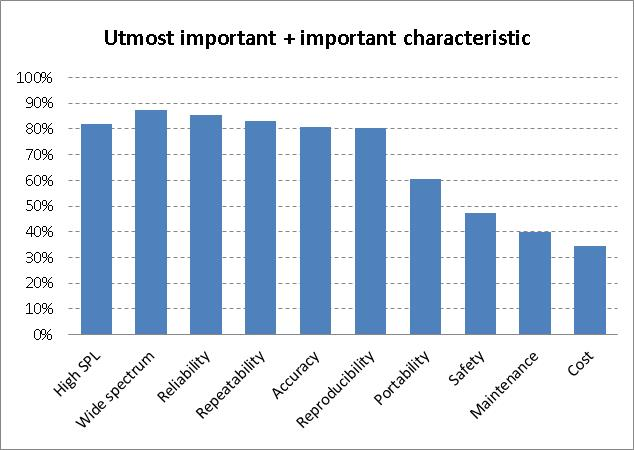 Utmost important + important characteristic
100%
90%
80%
70%
60%
50%
40%
30%
20%
10%
0%
High SPL
Wide spectrum
Reliability
Repeatability
Accuracy
Reproducibility
Portability
Safety
Maintenance
Cost